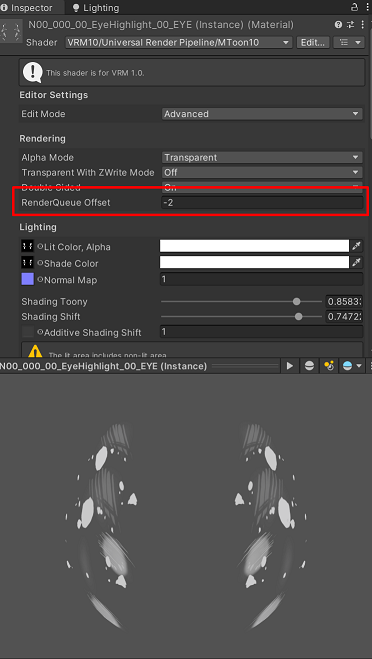 Inspector
Lighting
N00_000_00_EyeHighlight_00_EYE (Instance) (Material)
Shader
VRM10/Universal Render Pipeline/MToon10
Edit...
This shader is for VRM 1.0.
Editor Settings
Edit Mode
Advanced
Rendering
Alpha Mode
Transparent
Transparent With ZWrite Mode
Off
Double Sided
On
RenderQueue Offset
-2
Lighting
Lit Color, Alpha
Shade Color
Normal Map
1
Shading Toony
0.8583
Shading Shift
0.7472
Additive Shading Shift
1
The lit area includes non-lit area.
N00_000_00_EyeHighlight_00_EYE (Instance)